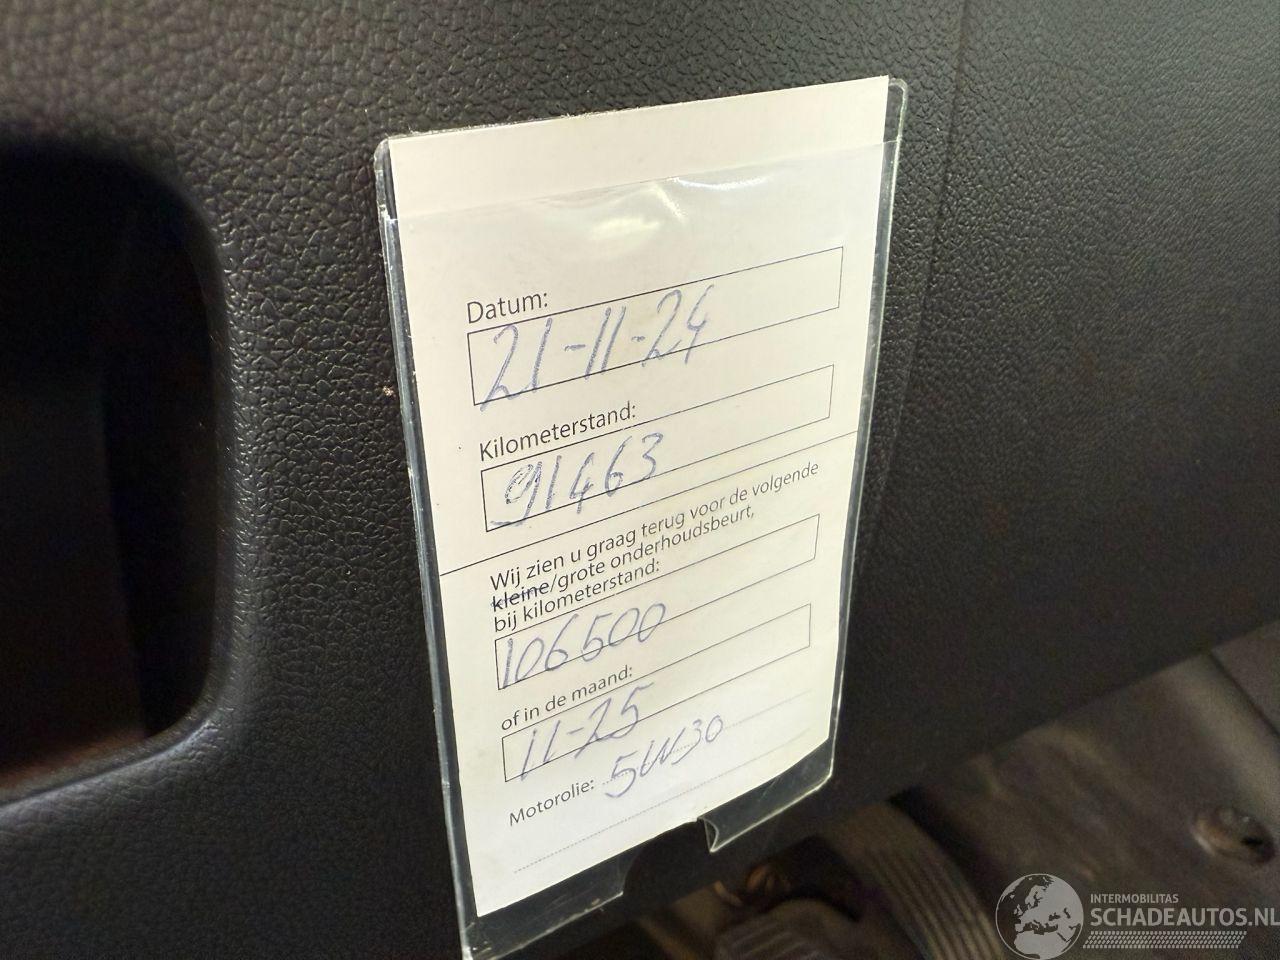 Datum:
21-11-24
Kilometerstand:
91463
Wij zien u graag terug voor de volgende
kleine/grote onderhoudsbeurt,
bij kilometerstand:
106500
of in de maand:
11-25
Motorolie: 5W30
INTERMOBILITAS
SCHADEAUTOS.NL